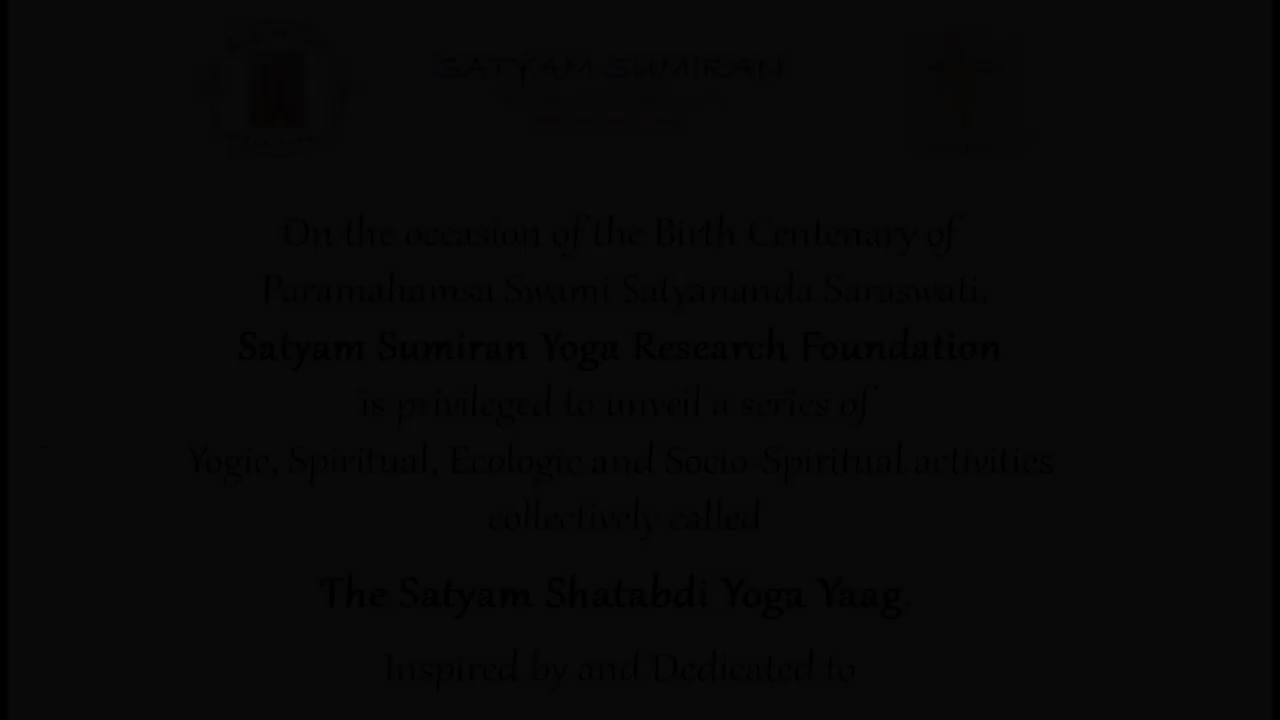 SATYAM SUMIRAN
On the occasion of the Birth Centenary of
Paramahamsa Swami Satyananda Saraswati,
Satyam Sumiran Yoga Research Foundation
is privileged to unveil a series of
Yogic, Spiritual, Ecologic and Socio-Spiritual activities
collectively called
The Satyam Shatabdi Yoga Yaag.
Inspired by and Dedicated to